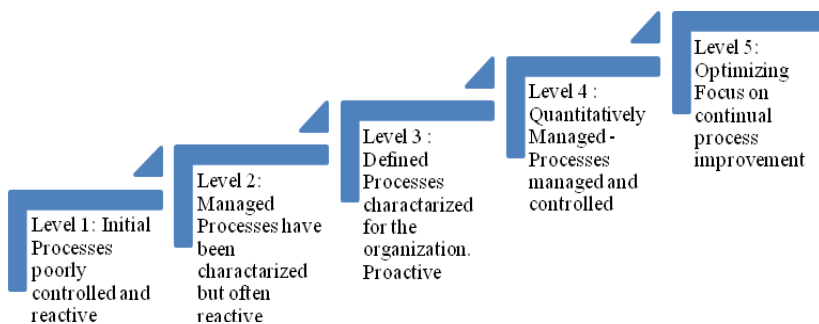 Level 1: Initial
Processes
poorly
controlled and
reactive
Level 2:
Managed
Processes have
been
charactarized
but often
reactive
Level 3 :
Defined
Processes
charactarized
for the
organization.
Proactive
Level 4 :
Quantitatively
Managed -
Processes
managed and
controlled
Level 5:
Optimizing
Focus on
continual
process
improvement